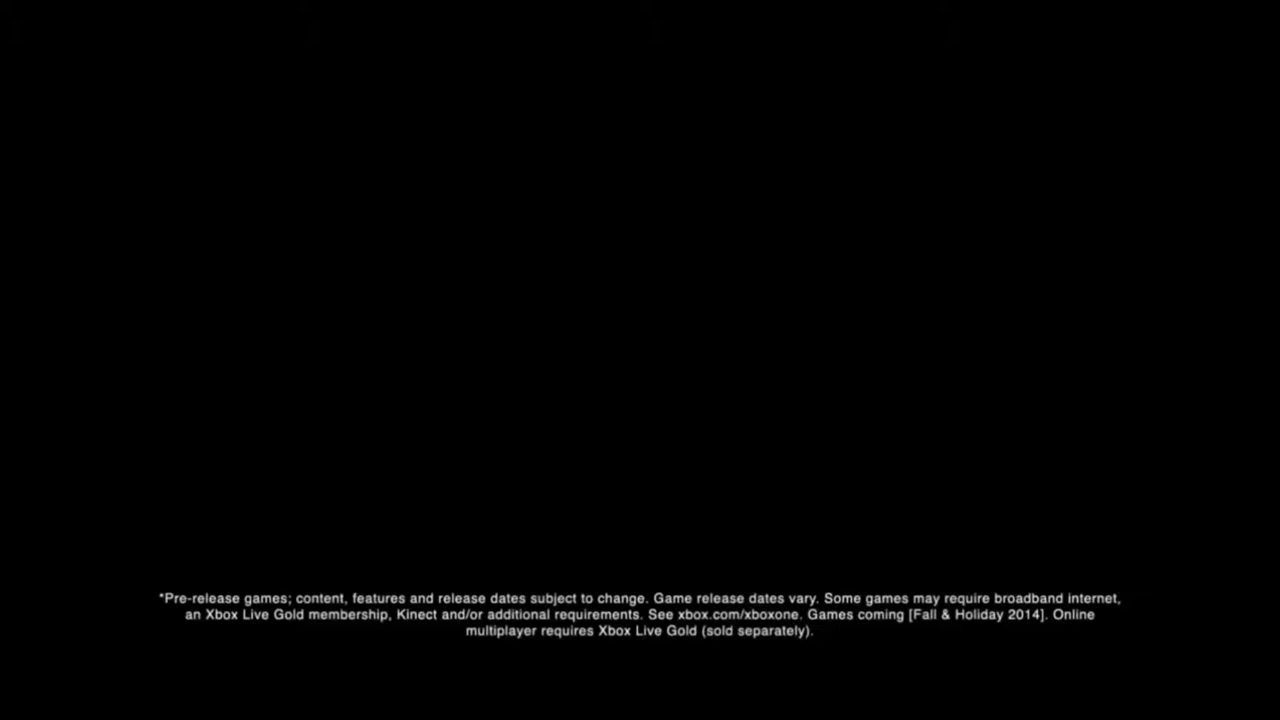 *Pre-release games; content, features and release dates subject to change. Game release dates vary. Some games may require broadband internet,
an Xbox Live Gold membership, Kinect and/or additional requirements. See xbox.com/xboxone. Games coming [Fall & Holiday 2014]. Online
multiplayer requires Xbox Live Gold (sold separately).